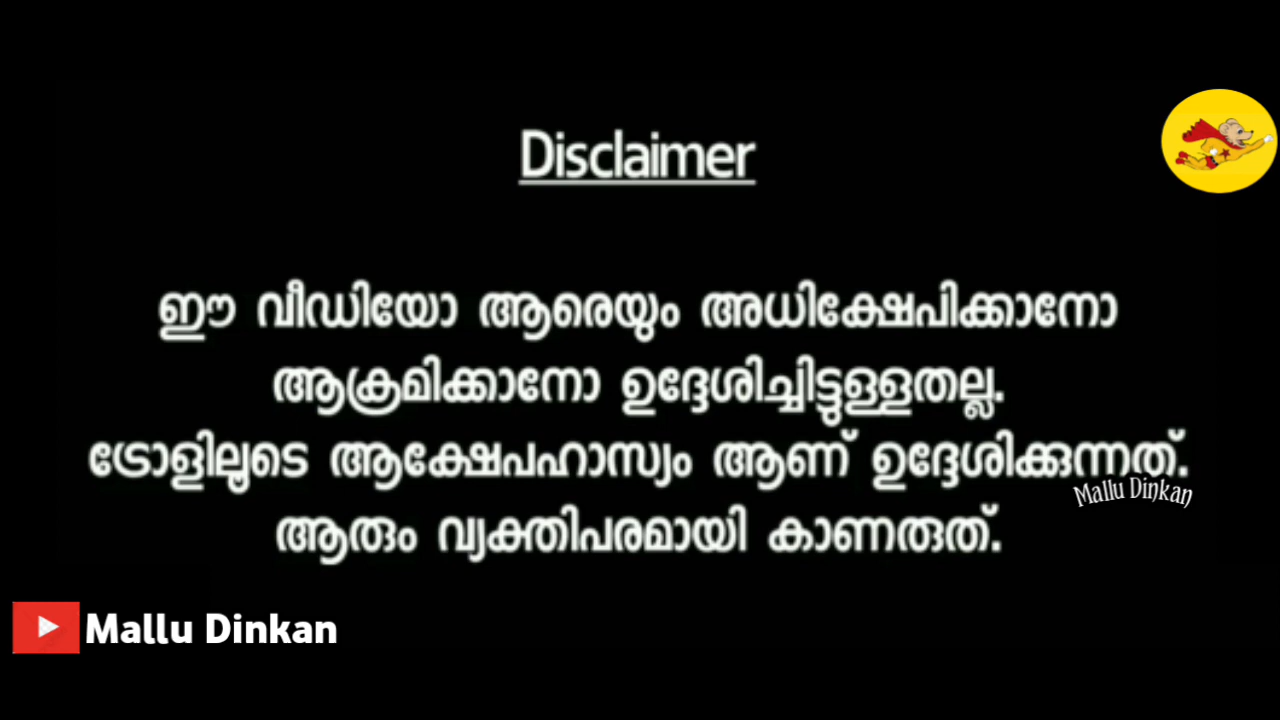 Disclaimer
ഈ വീഡിയോ ആരെയും അധിക്ഷേപിക്കാനോ
ആക്രമിക്കാനോ ഉദ്ദേശിച്ചിട്ടുള്ളതല്ല.
ട്രോളിലൂടെ ആക്ഷേപഹാസ്യം ആണ് ഉദ്ദേശിക്കുന്നത്.
Mallu Dinkan
ആരും വ്യക്തിപരമായി കാണരുത്.
Mallu Dinkan